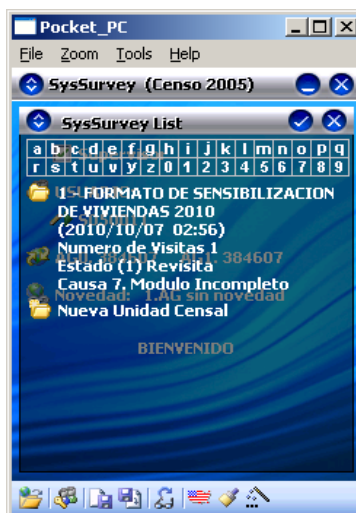 Pocket_PC
File Zoom Tools Help
SysSurvey (Censo 2005)
SysSurvey List
a b c d e f g h i j k l m n o p q
r s t u v y z 0 1 2 3 4 5 6 7 8 9
1 - FORMATO DE SENSIBILIZACION
DE VIVIENDAS 2010
(2010/10/07 02:56)
Numero de Visitas 1
Estado (1) Revisita
384607
Causa 7, Modulo Incompleto
Novedad: 1.AG sin novedad
Nueva Unidad Censal
BIENVENIDO